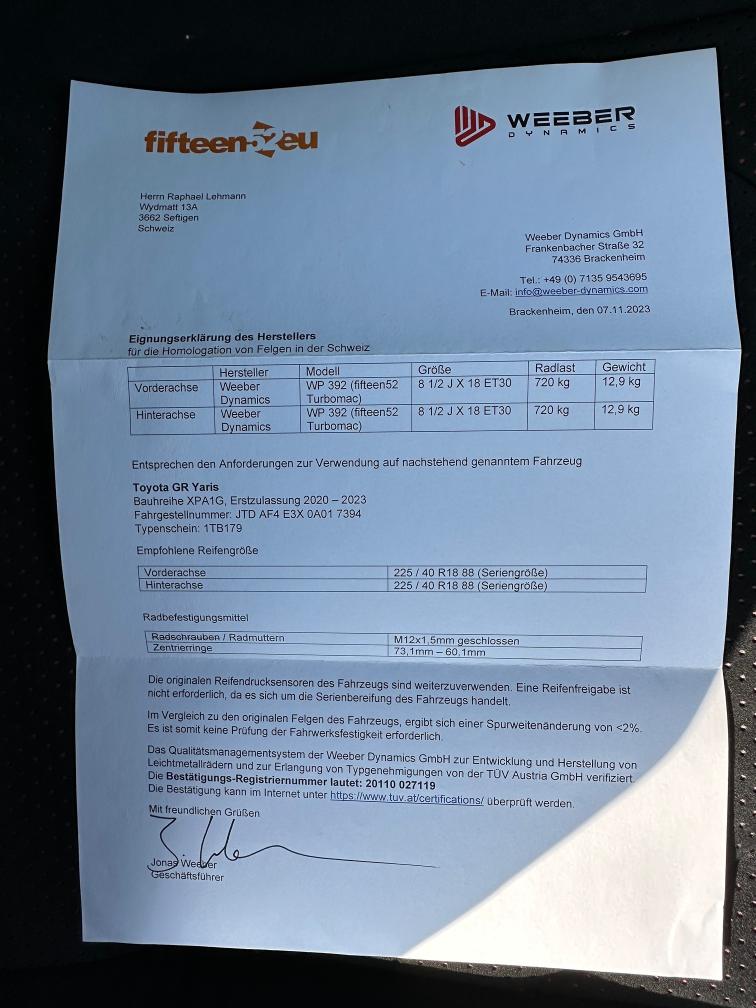 fifteen52eu
WEEBER
DYNAMICS
Herrn Raphael Lehmann
Wydmatt 13A
3662 Seftigen
Schweiz
Weeber Dynamics GmbH
Frankenbacher Straße 32
74336 Brackenheim
Tel.: +49 (0) 7135 9543695
E-Mail: info@weeber-dynamics.com
Brackenheim, den 07.11.2023
Eignungserklärung des Herstellers
für die Homologation von Felgen in der Schweiz
Hersteller Modell Größe Radlast Gewicht
Vorderachse Weeber WP 392 (fifteen52 8 1/2 J X 18 ET30 720 kg 12,9 kg
Dynamics Turbomac)
Hinterachse Weeber WP 392 (fifteen52 8 1/2 J X 18 ET30 720 kg 12,9 kg
Dynamics Turbomac)
Entsprechen den Anforderungen zur Verwendung auf nachstehend genanntem Fahrzeug
Toyota GR Yaris
Bauhreihe XPA1G, Erstzulassung 2020 – 2023
Fahrgestellnummer: JTD AF4 E3X 0A01 7394
Typenschein: 1TB179
Empfohlene Reifengröße
Vorderachse 225 / 40 R18 88 (Seriengröße)
Hinterachse 225 / 40 R18 88 (Seriengröße)
Radbefestigungsmittel
Radschrauben / Radmuttern M12x1,5mm geschlossen
Zentrierringe 73,1mm – 60,1mm
Die originalen Reifendrucksensoren des Fahrzeugs sind weiterzuverwenden. Eine Reifenfreigabe ist
nicht erforderlich, da es sich um die Serienbereifung des Fahrzeugs handelt.
Im Vergleich zu den originalen Felgen des Fahrzeugs, ergibt sich einer Spurweitenänderung von <2%.
Es ist somit keine Prüfung der Fahrwerksfestigkeit erforderlich.
Das Qualitätsmanagementsystem der Weeber Dynamics GmbH zur Entwicklung und Herstellung von
Leichtmetallrädern und zur Erlangung von Typgenehmigungen von der TÜV Austria GmbH verifiziert.
Die Bestätigungs-Registriernummer lautet: 20110 027119
Die Bestätigung kann im Internet unter https://www.tuv.at/certifications/ überprüft werden.
Mit freundlichen Grüßen
Jonas Weeber
Geschäftsführer